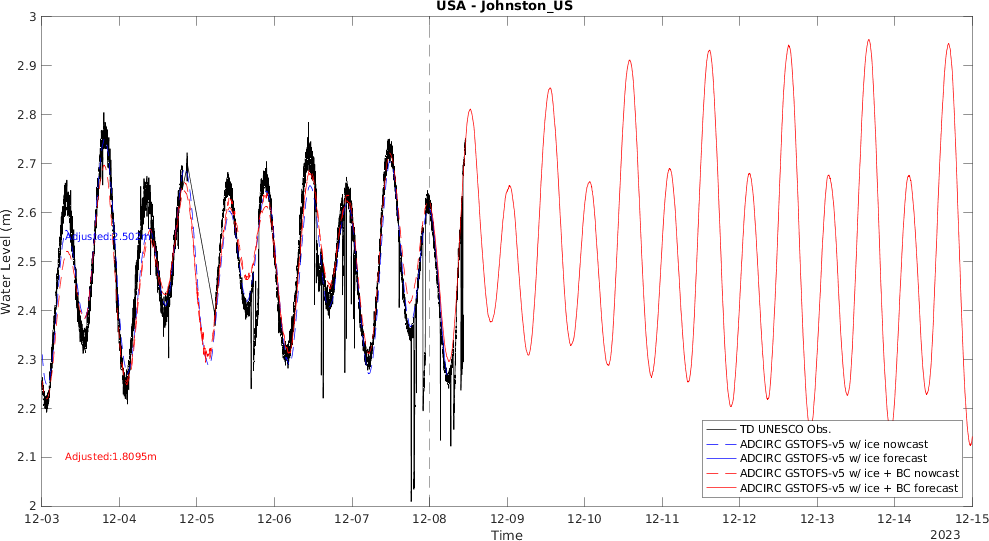 USA - Johnston_US
3
2.9
2.8
2.7
2.6
2.5
2.4
2.3
2.2
2.1
2
Water Level (m)
Adjusted:2.502m
Adjusted:1.8095m
TD UNESCO Obs.
ADCIRC GSTOFS-v5 w/ ice nowcast
ADCIRC GSTOFS-v5 w/ ice forecast
ADCIRC GSTOFS-v5 w/ ice + BC nowcast
ADCIRC GSTOFS-v5 w/ ice + BC forecast
12-03 12-04 12-05 12-06 12-07 12-08 12-09 12-10 12-11 12-12 12-13 12-14 12-15
Time
2023